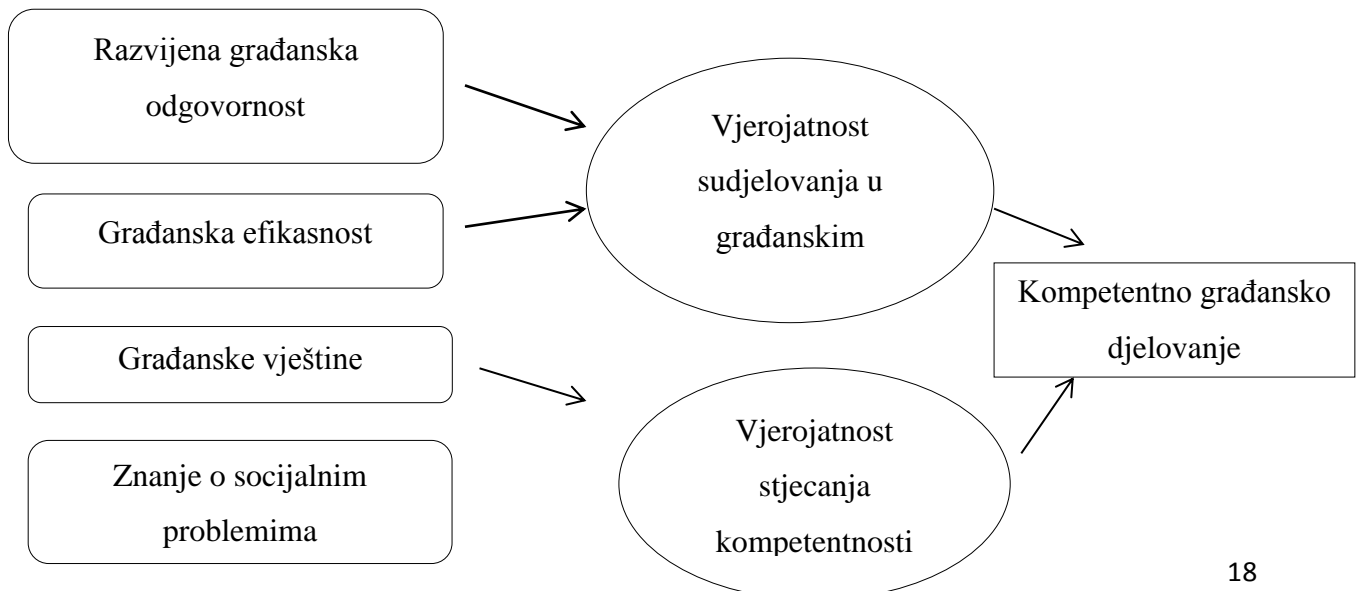 Razvijena građanska
odgovornost
Građanska efikasnost
Građanske vještine
Znanje o socijalnim
problemima
Vjerojatnost
sudjelovanja u
građanskim
Vjerojatnost
stjecanja
kompetentnosti
Kompetentno građansko
djelovanje
18